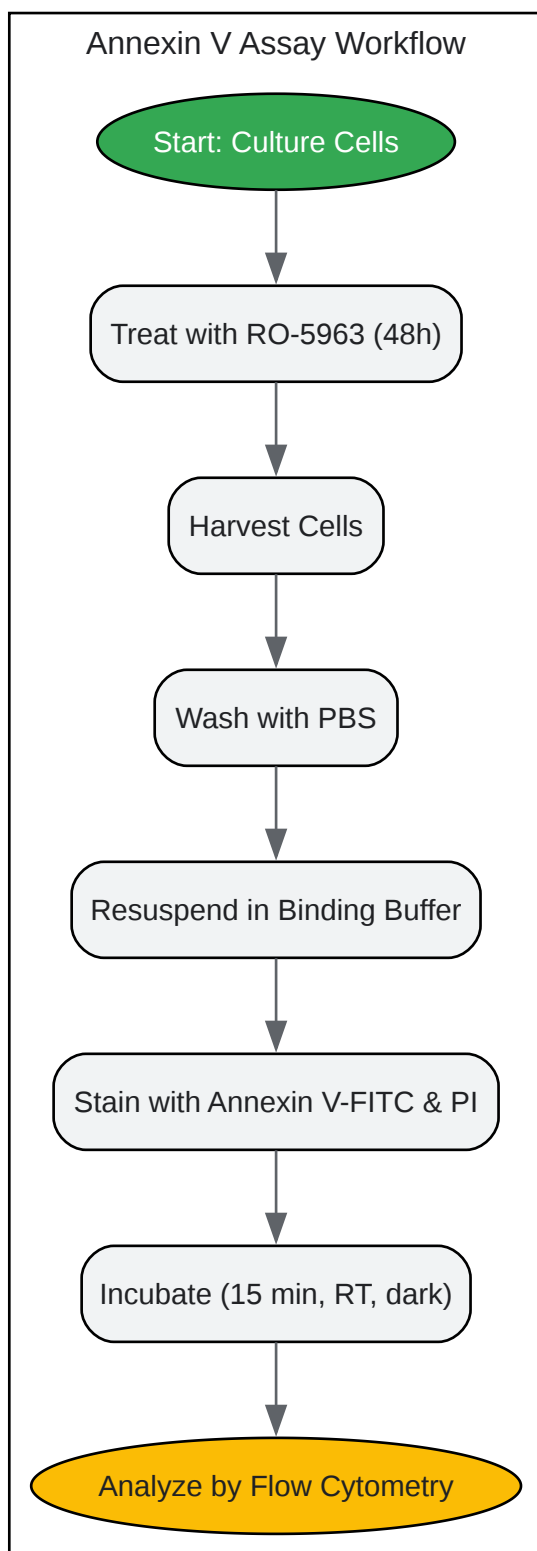 Annexin V Assay Workflow
Start: Culture Cells
Treat with RO-5963 (48h)
Harvest Cells
Wash with PBS
Resuspend in Binding Buffer
Stain with Annexin V-FITC & PI
Incubate (15 min, RT, dark)
Analyze by Flow Cytometry